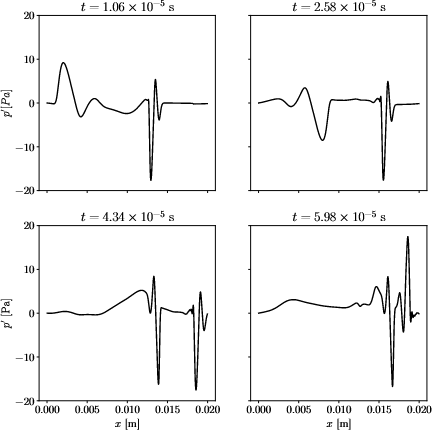 t = 1.06 × 10⁻⁵ s
t = 2.58 × 10⁻⁵ s
20
10
0
−10
−20
p′[Pa]
t = 4.34 × 10⁻⁵ s
t = 5.98 × 10⁻⁵ s
20
10
0
−10
−20
p′ [Pa]
0.000 0.005 0.010 0.015 0.020
0.000 0.005 0.010 0.015 0.020
x [m]
x [m]